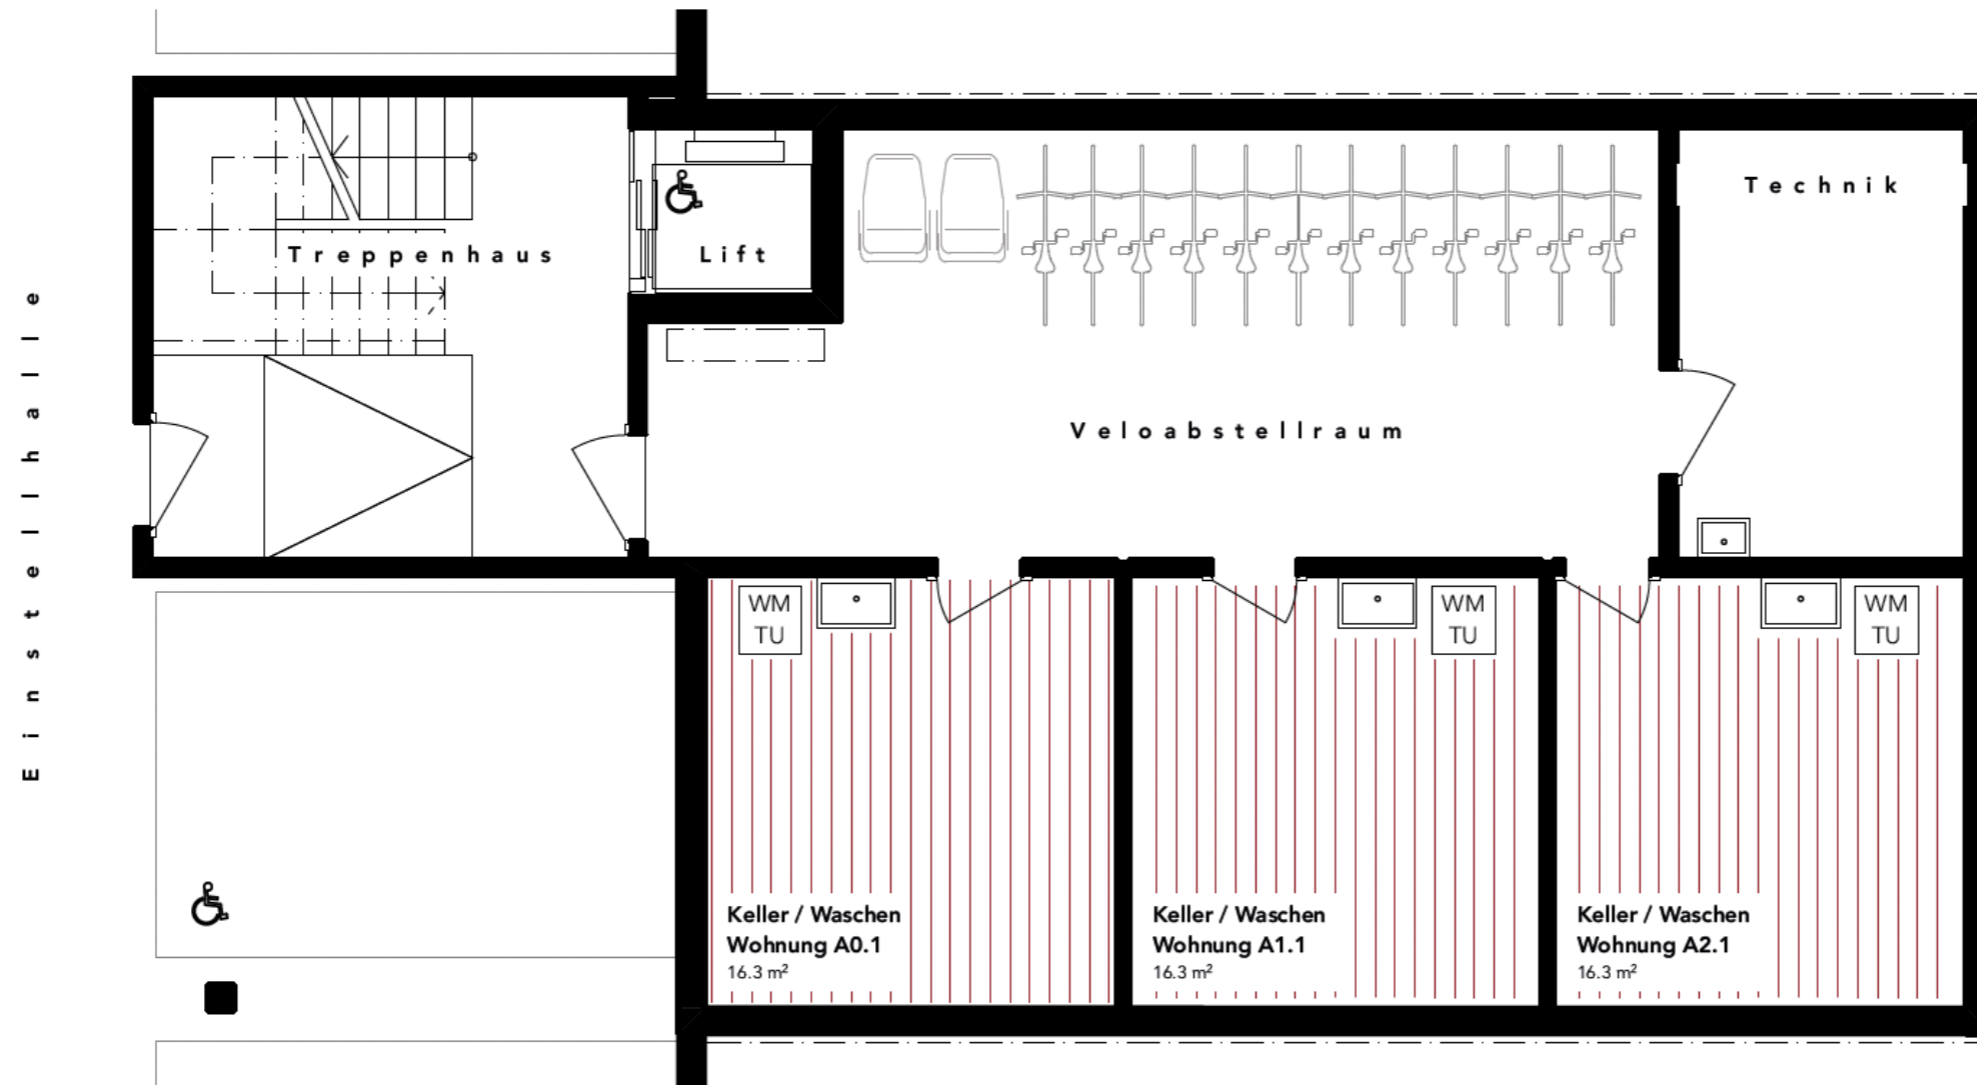 Einstellhalle
Treppenhaus
Lift
Technik
Veloabstellraum
WM
TU
WM
TU
WM
TU
Keller / Waschen
Wohnung A0.1
16.3 m²
Keller / Waschen
Wohnung A1.1
16.3 m²
Keller / Waschen
Wohnung A2.1
16.3 m²